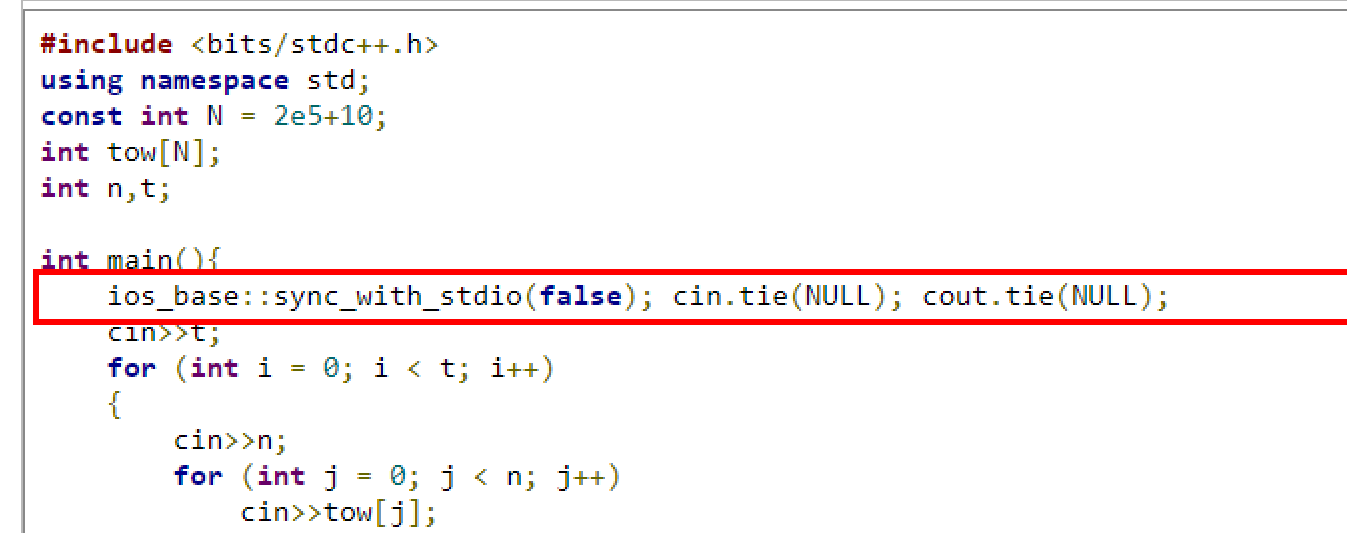 #include <bits/stdc++.h>
using namespace std;
const int N = 2e5+10;
int tow[N];
int n,t;
int main(){
ios_base::sync_with_stdio(false); cin.tie(NULL); cout.tie(NULL);
cin>>t;
for (int i = 0; i < t; i++)
{
cin>>n;
for (int j = 0; j < n; j++)
cin>>tow[j];